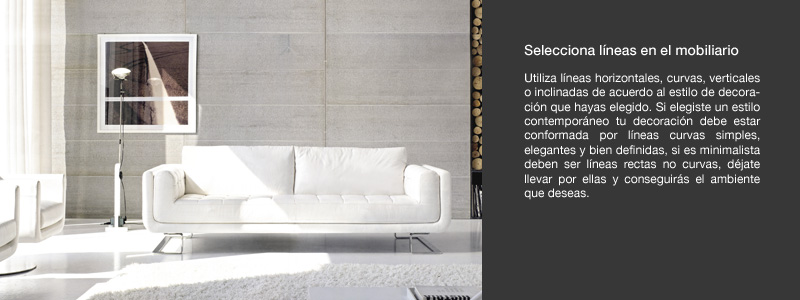 Selecciona líneas en el mobiliario
Utiliza líneas horizontales, curvas, verticales
o inclinadas de acuerdo al estilo de decora-
ción que hayas elegido. Si elegiste un estilo
contemporáneo tu decoración debe estar
conformada por líneas curvas simples,
elegantes y bien definidas, si es minimalista
deben ser líneas rectas no curvas, déjate
llevar por ellas y conseguirás el ambiente
que deseas.